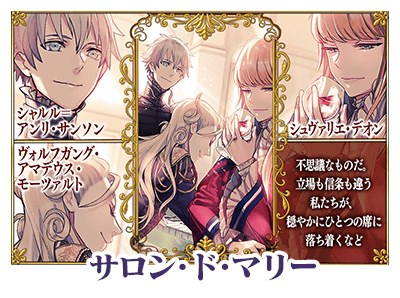 シャルル=
アンリ・サンソン
ヴォルフガング・
アマデウス・
モーツァルト
シュヴァリエ・デオン
不思議なものだ。
立場も信条も違う
私たちが、
穏やかにひとつの席に
落ち着くなど
サロン・ド・マリー